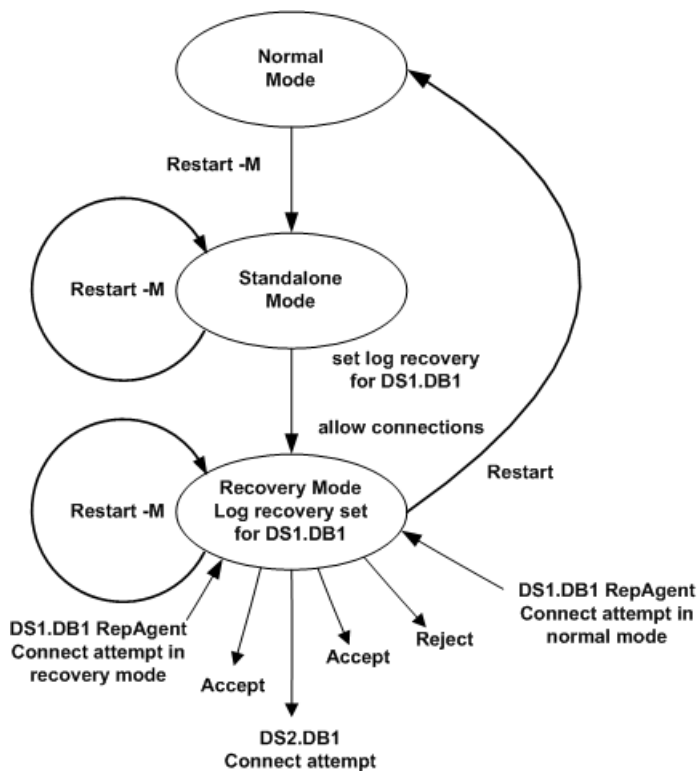 Normal
Mode
Restart -M
Restart -M
Standalone
Mode
set log recovery
for DS1.DB1
allow connections
Restart
Restart -M
Recovery Mode
Log recovery set
for DS1.DB1
DS1.DB1 RepAgent
Connect attempt in
recovery mode
Accept
Accept
Reject
DS1.DB1 RepAgent
Connect attempt in
normal mode
DS2.DB1
Connect attempt